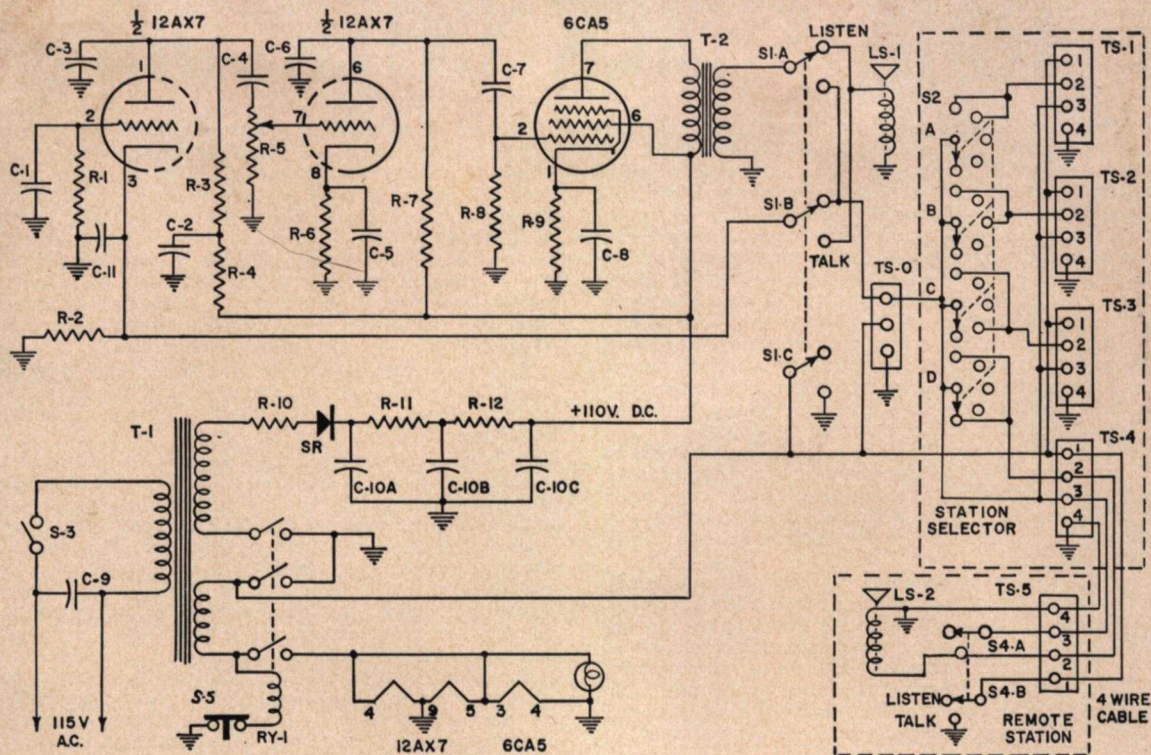 ½ 12AX7
½ 12AX7
6CA5
C-3
C-4
C-6
C-7
T-2
S1-A
LISTEN
LS-1
TS-1
1
2
3
4
1
2
3
C-1
R-1
C-11
R-3
C-2
R-4
R-5
6
7
8
R-6
C-5
R-7
7
2
6
1
R-8
R-9
C-8
S1-B
TALK
TS-0
S1-C
S2
A
B
C
D
TS-2
1
2
3
4
TS-3
1
2
3
4
TS-4
1
2
3
4
STATION
SELECTOR
R-2
T-1
R-10
SR
R-11
R-12
+110V. D.C.
C-10A
C-10B
C-10C
S-3
C-9
115V
A.C.
S-5
RY-1
4
9
5
3
4
12AX7
6CA5
LS-2
TS-5
4
3
2
1
S4-A
S4-B
LISTEN
TALK
REMOTE
STATION
4 WIRE
CABLE